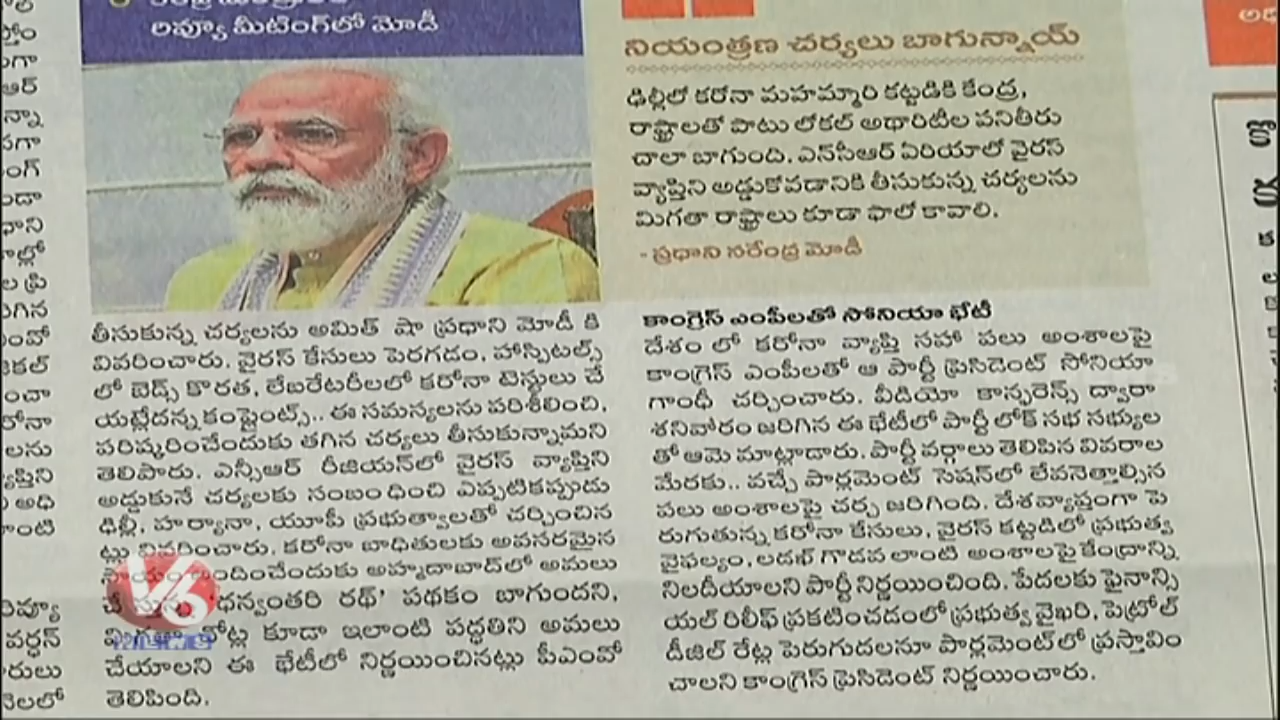 రివ్యూ మీటింగ్‌లో మోడీ
నియంత్రణ చర్యలు బాగున్నాయ్
ఢిల్లీలో కరోనా మహమ్మారి కట్టడికి కేంద్ర,
రాష్ట్రాలతో పాటు లోకల్ అథారిటీల పనితీరు
చాలా బాగుంది. ఎన్‌సీఆర్ ఏరియాలో వైరస్
వ్యాప్తిని అడ్డుకోవడానికి తీసుకున్న చర్యలను
మిగతా రాష్ట్రాలు కూడా ఫాలో కావాలి.
- ప్రధాని నరేంద్ర మోడీ
తీసుకున్న చర్యలను అమిత్ షా ప్రధాని మోడీ కి
వివరించారు. వైరస్ కేసులు పెరగడం, హాస్పిటల్స్
లో బెడ్స్ కొరత, లేబరేటరీలలో కరోనా టెస్టులు చే
యట్లేదన్న కంప్లైంట్స్.. ఈ సమస్యలను పరిశీలించి,
పరిష్కరించేందుకు తగిన చర్యలు తీసుకున్నామని
తెలిపారు. ఎన్సీఆర్ రీజియన్‌లో వైరస్ వ్యాప్తిని
అడ్డుకునే చర్యలకు సంబంధించి ఎప్పటికప్పుడు
ఢిల్లీ, హర్యానా, యూపీ ప్రభుత్వాలతో చర్చించిన
ట్లు వివరించారు. కరోనా బాధితులకు అవసరమైన
అహ్మదాబాద్‌లో అమలు
'ధన్వంతరి రథ్' పథకం బాగుందని,
కూడా ఇలాంటి పద్ధతిని అమలు
చేయాలని ఈ భేటీలో నిర్ణయించినట్లు పీఎంవో
తెలిపింది.
కాంగ్రెస్ ఎంపీలతో సోనియా భేటీ
దేశం లో కరోనా వ్యాప్తి సహా పలు అంశాలపై
కాంగ్రెస్ ఎంపీలతో ఆ పార్టీ ప్రెసిడెంట్ సోనియా
గాంధీ చర్చించారు. వీడియో కాన్ఫరెన్స్ ద్వారా
శనివారం జరిగిన ఈ భేటీలో పార్టీ లోక్ సభ సభ్యుల
తో ఆమె మాట్లాడారు. పార్టీ వర్గాలు తెలిపిన వివరాల
మేరకు.. వచ్చే పార్లమెంట్ సెషన్‌లో లేవనెత్తాల్సిన
పలు అంశాలపై చర్చ జరిగింది. దేశవ్యాప్తంగా పె
రుగుతున్న కరోనా కేసులు, వైరస్ కట్టడిలో ప్రభుత్వ
వైఫల్యం, లదఖ్ గొడవ లాంటి అంశాలపై కేంద్రాన్ని
నిలదీయాలని పార్టీ నిర్ణయించింది. పేదలకు ఫైనాన్షి
యల్ రిలీఫ్ ప్రకటించడంలో ప్రభుత్వ వైఖరి, పెట్రోల్
డీజిల్ రేట్ల పెరుగుదలనూ పార్లమెంట్‌లో ప్రస్తావిం
చాలని కాంగ్రెస్ ప్రెసిడెంట్ నిర్ణయించారు.
V6
NEWS